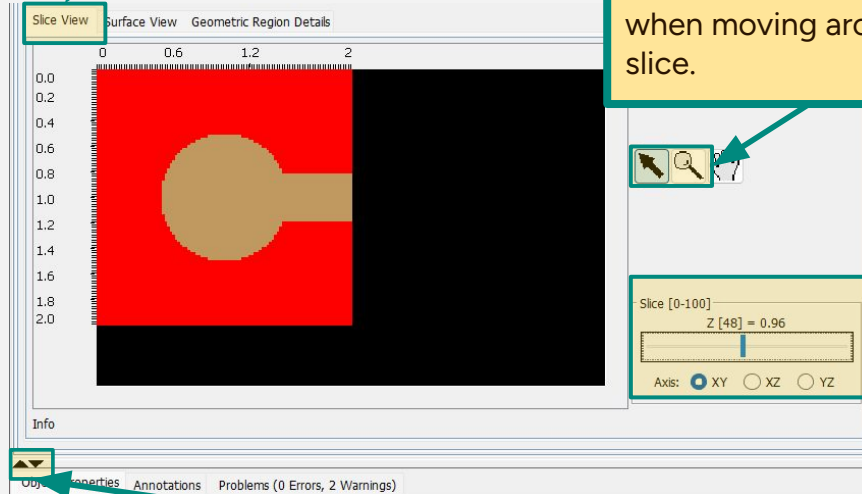 when moving
slice.
Slice View Surface View Geometric Region Details
0 0.6 1.2 2
0.0
0.2
0.4
0.6
0.8
1.0
1.2
1.4
1.6
1.8
2.0
Slice [0-100]
Z [48] = 0.96
Axis: XY XZ YZ
Info
Annotations Problems (0 Errors, 2 Warnings)